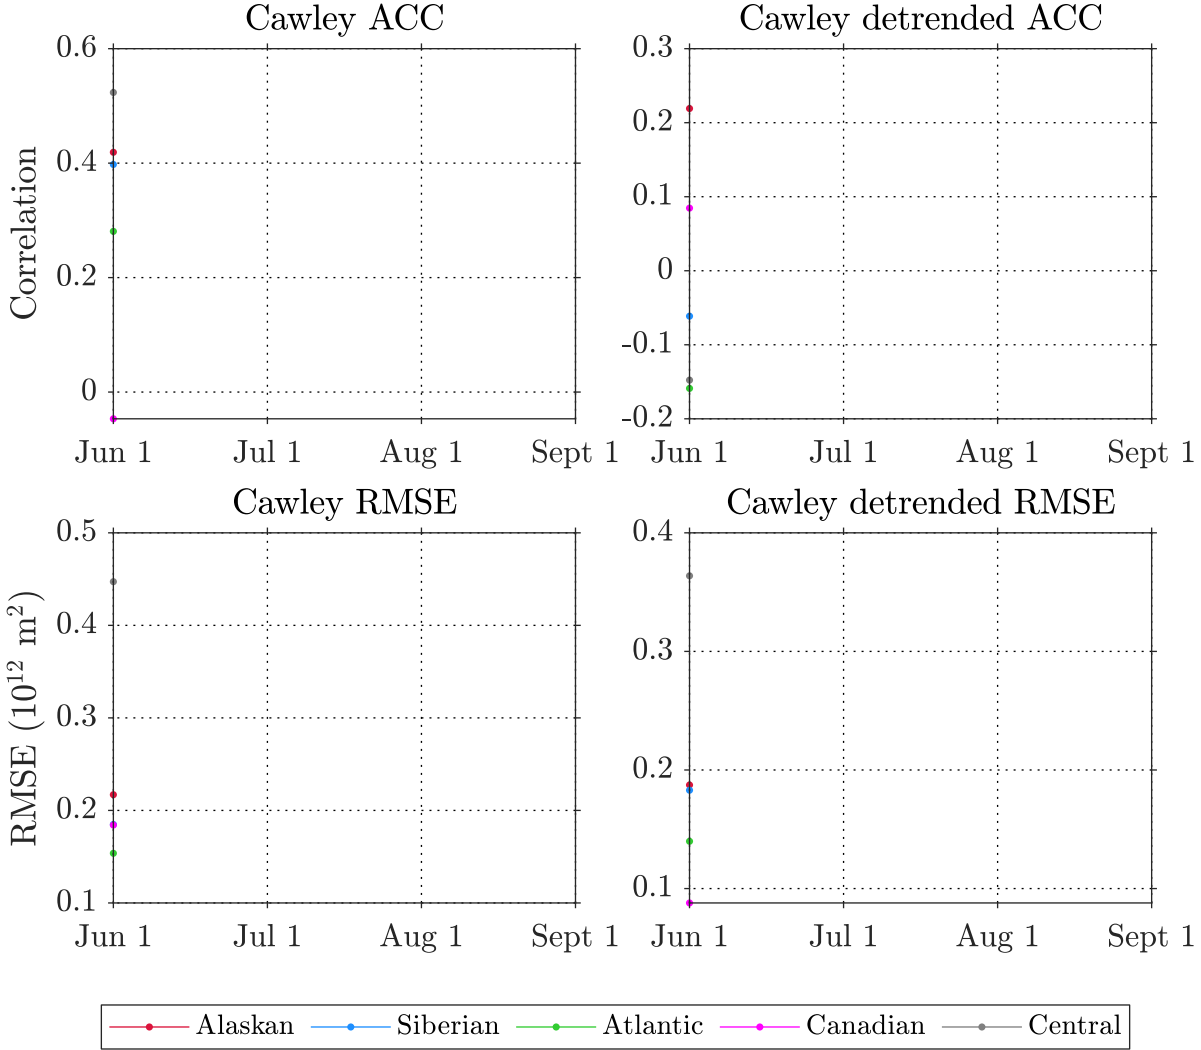 Cawley ACC
Correlation
0.6
0.4
0.2
0
Jun 1 Jul 1 Aug 1 Sept 1
Cawley detrended ACC
0.3
0.2
0.1
0
-0.1
-0.2
Jun 1 Jul 1 Aug 1 Sept 1
Cawley RMSE
RMSE (10¹² m²)
0.5
0.4
0.3
0.2
0.1
Jun 1 Jul 1 Aug 1 Sept 1
Cawley detrended RMSE
0.4
0.3
0.2
0.1
Jun 1 Jul 1 Aug 1 Sept 1
Alaskan Siberian Atlantic Canadian Central